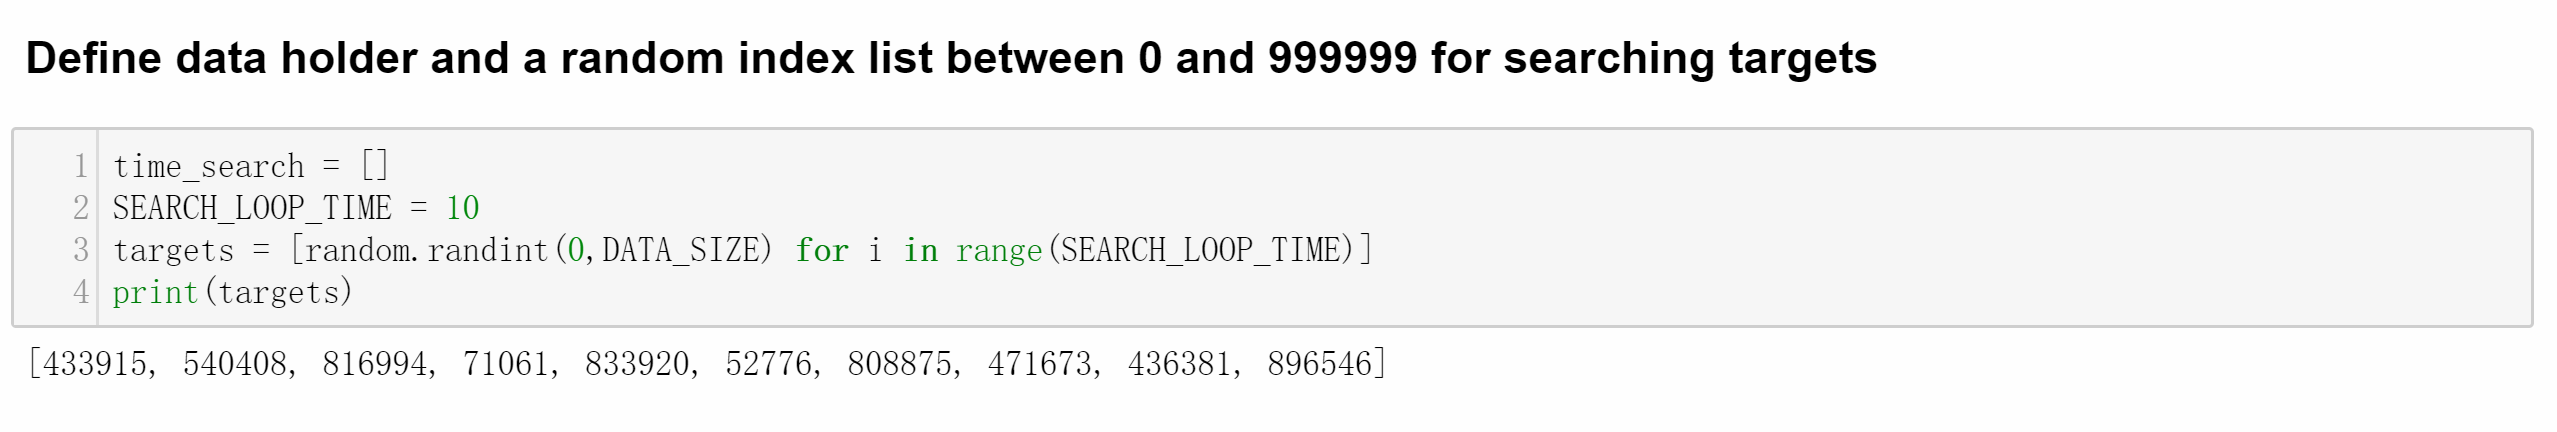 Define data holder and a random index list between 0 and 999999 for searching targets
1 time_search = []
2 SEARCH_LOOP_TIME = 10
3 targets = [random.randint(0,DATA_SIZE) for i in range(SEARCH_LOOP_TIME)]
4 print(targets)
[433915, 540408, 816994, 71061, 833920, 52776, 808875, 471673, 436381, 896546]